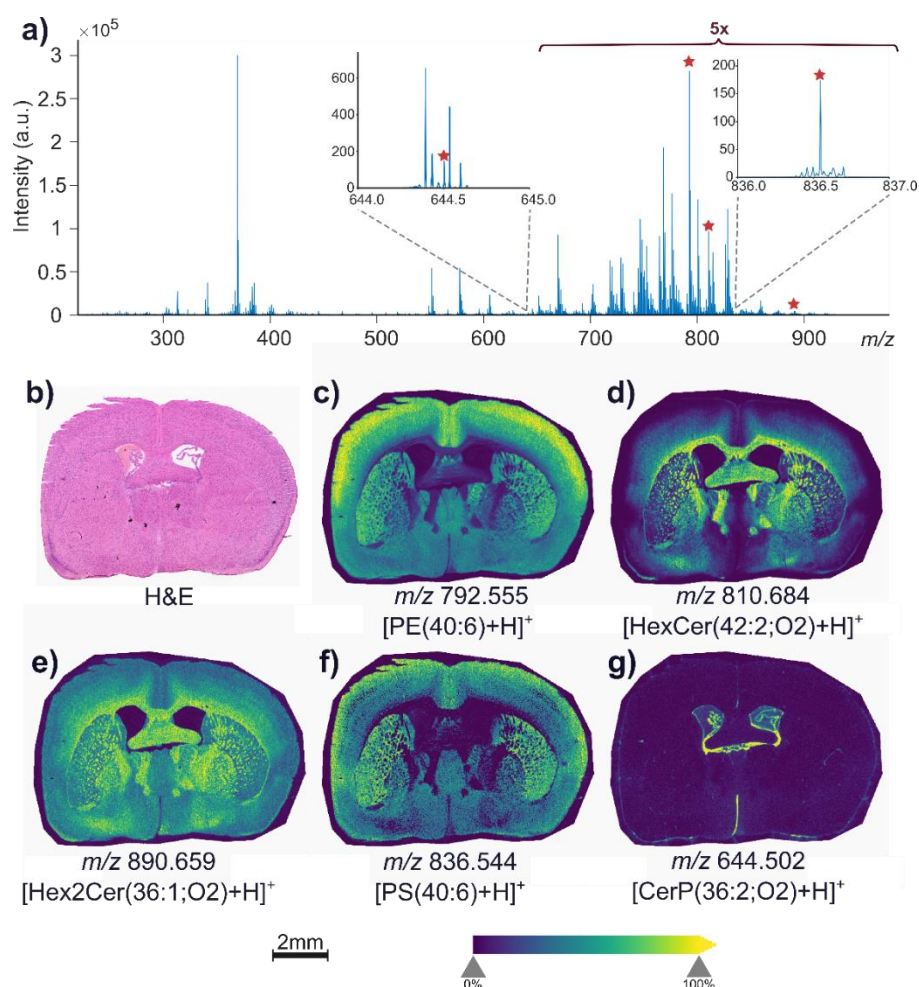 a)
×10⁵
5x
3
2.5
2
1.5
1
0.5
0
Intensity (a.u.)
600
400
200
0
644.0
644.5
645.0
200
150
100
50
0
836.0
836.5
837.0
300
400
500
600
700
800
900
m/z
b)
H&E
c)
m/z 792.555
[PE(40:6)+H]⁺
d)
m/z 810.684
[HexCer(42:2;O2)+H]⁺
e)
m/z 890.659
[Hex2Cer(36:1;O2)+H]⁺
f)
m/z 836.544
[PS(40:6)+H]⁺
g)
m/z 644.502
[CerP(36:2;O2)+H]⁺
2mm
0%
100%